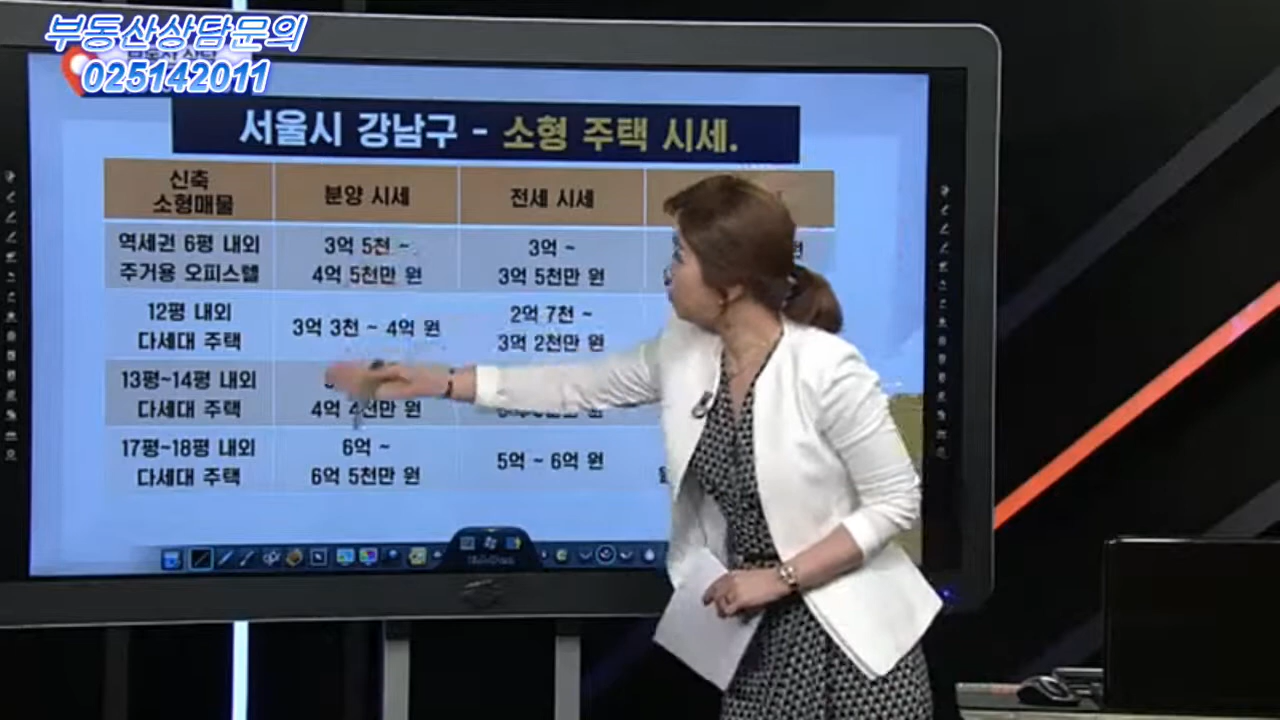 부동산상담문의
025142011
서울시 강남구 - 소형 주택 시세.
신축
소형매물
분양 시세
전세 시세
역세권 6평 내외
주거용 오피스텔
3억 5천 ~
4억 5천만 원
3억 ~
3억 5천만 원
12평 내외
다세대 주택
3억 3천 ~ 4억 원
2억 7천 ~
3억 2천만 원
13평~14평 내외
다세대 주택
4억 4천만 원
17평~18평 내외
다세대 주택
6억 ~
6억 5천만 원
5억 ~ 6억 원